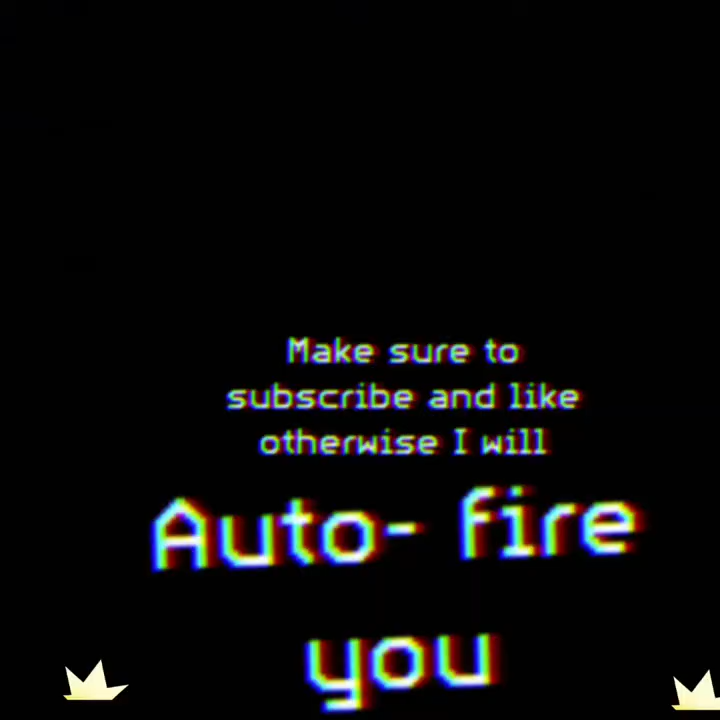 Make sure to
subscribe and like
otherwise I will
Auto- fire
you